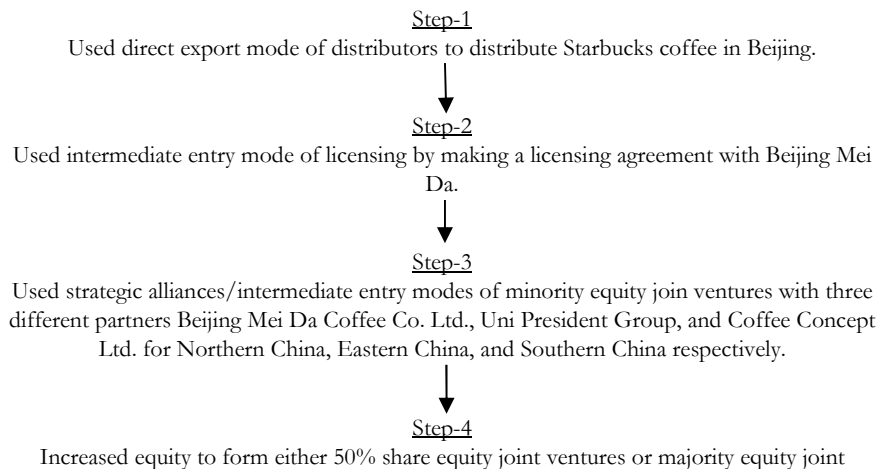 Step-1
Used direct export mode of distributors to distribute Starbucks coffee in Beijing.
Step-2
Used intermediate entry mode of licensing by making a licensing agreement with Beijing Mei
Da.
Step-3
Used strategic alliances/intermediate entry modes of minority equity join ventures with three
different partners Beijing Mei Da Coffee Co. Ltd., Uni President Group, and Coffee Concept
Ltd. for Northern China, Eastern China, and Southern China respectively.
Step-4
Increased equity to form either 50% share equity joint ventures or majority equity joint